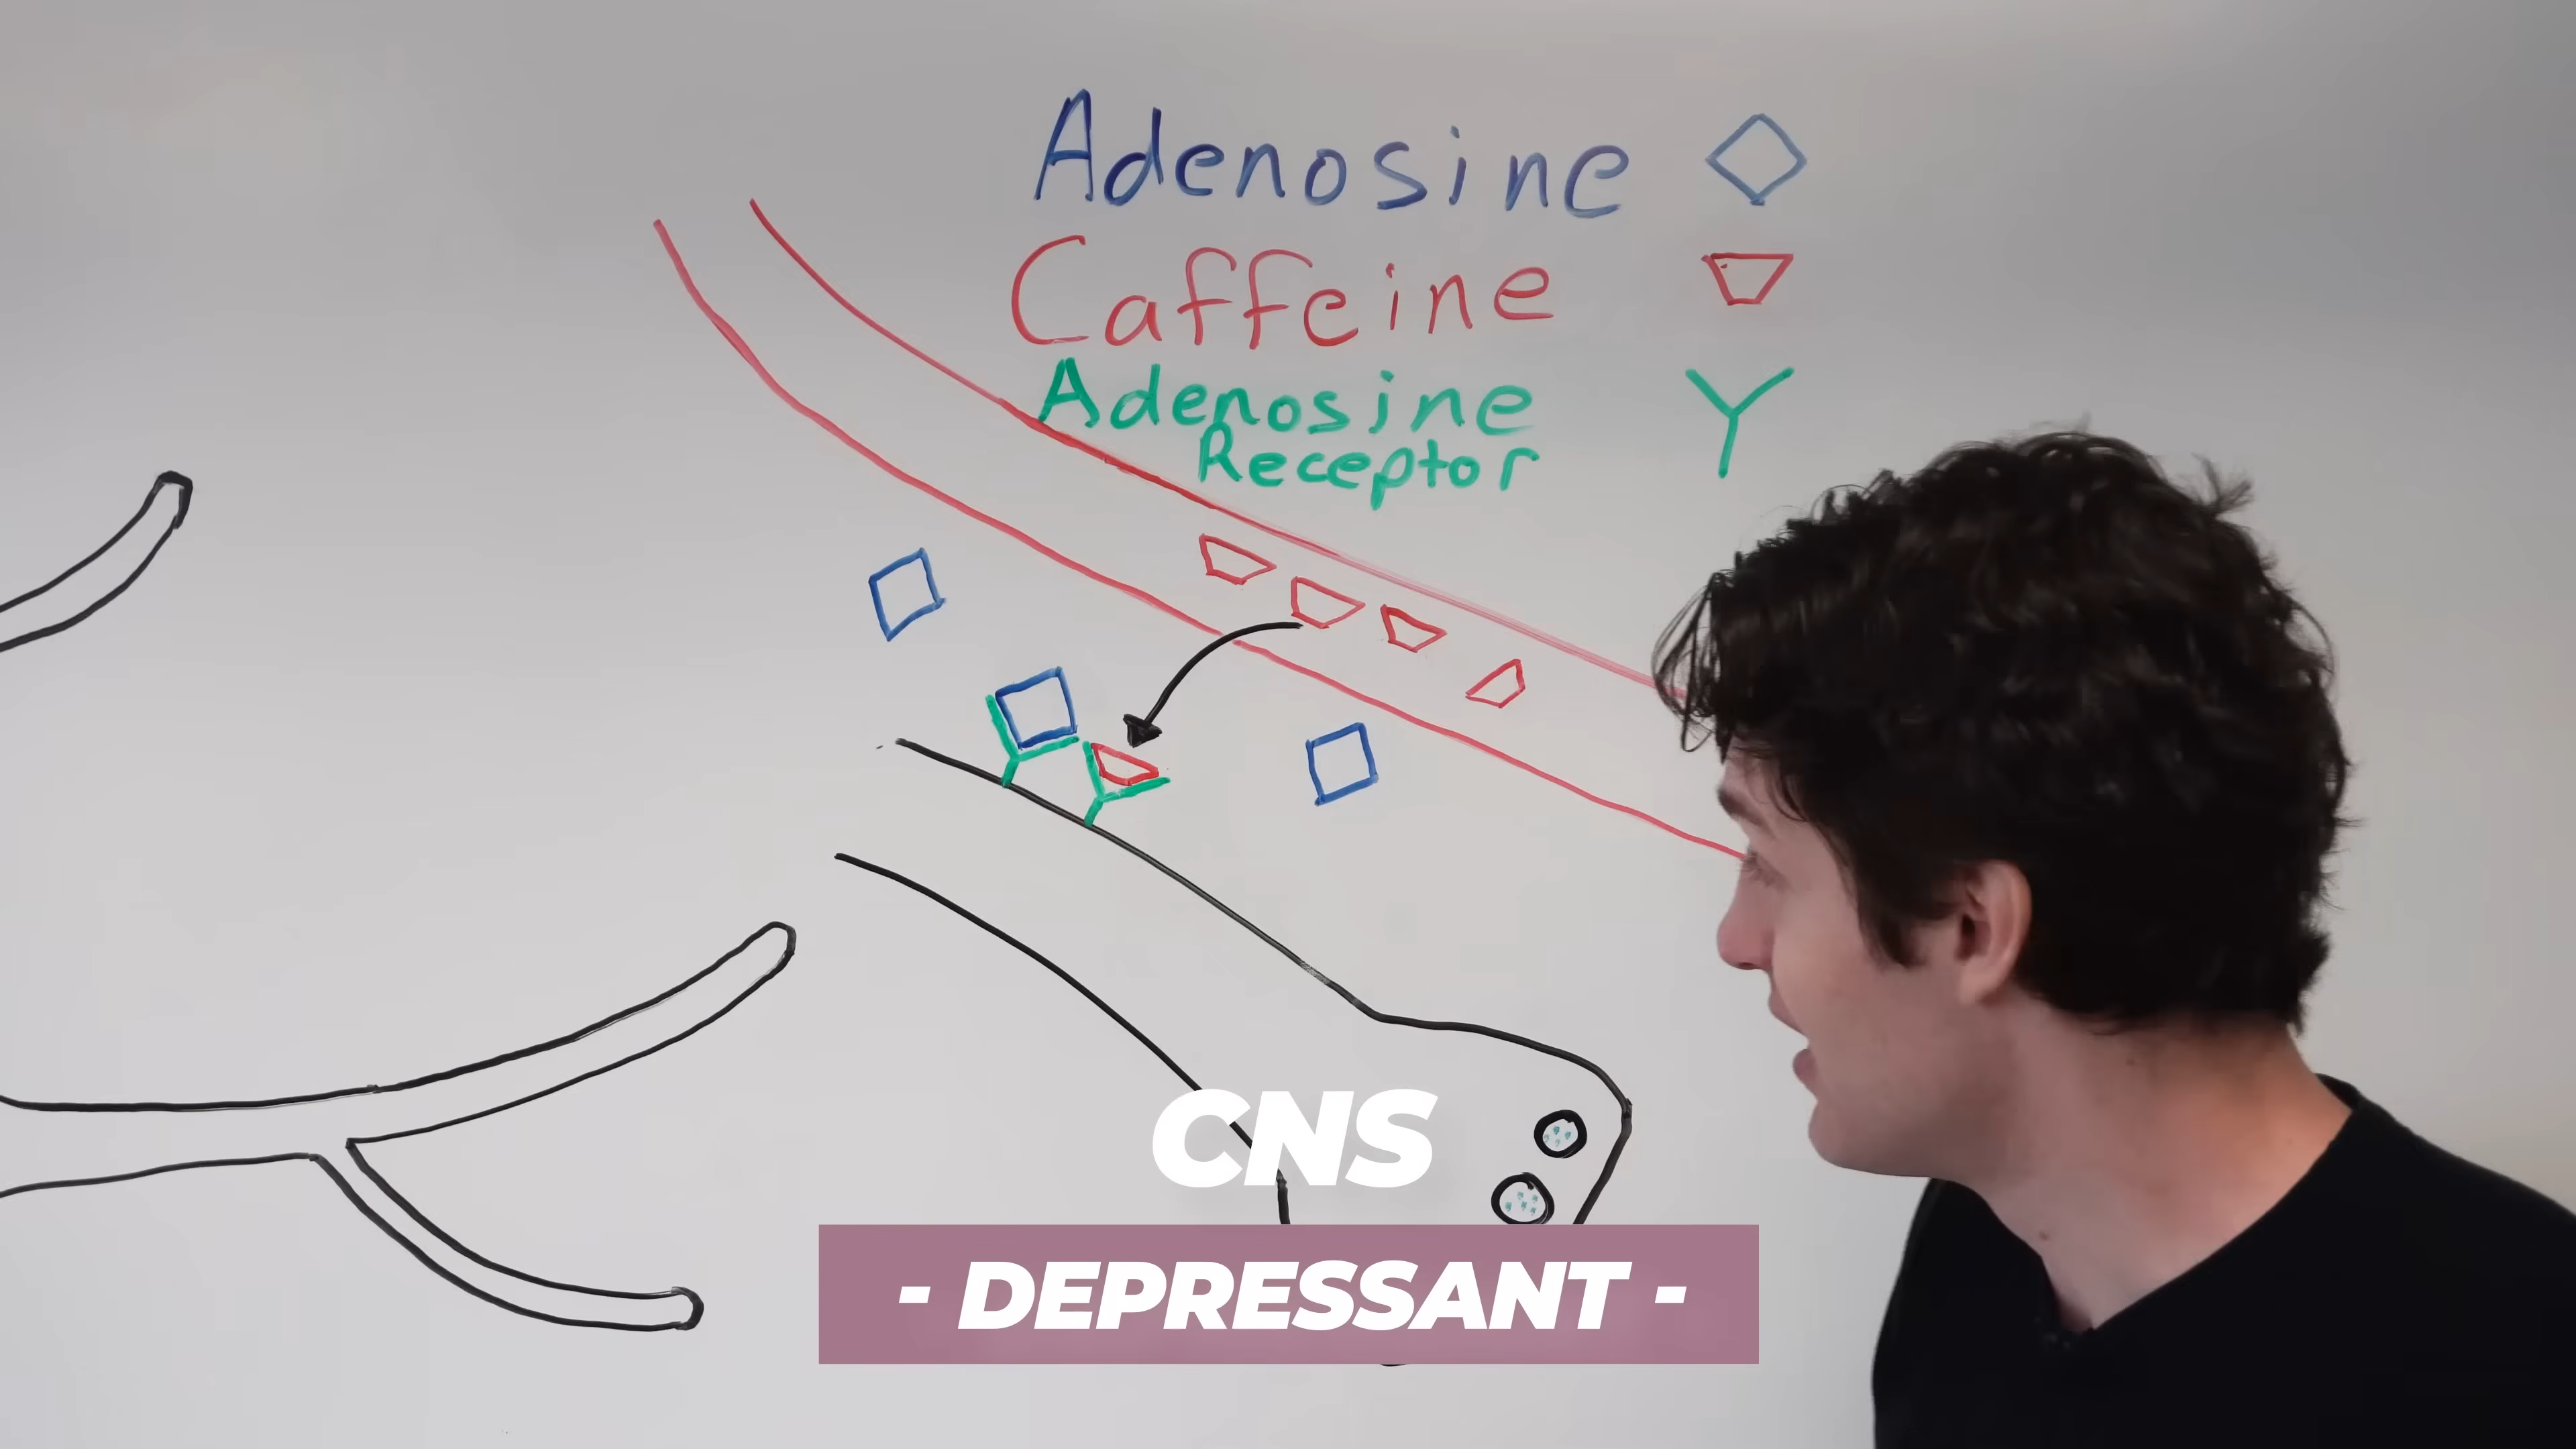 Adenosine
Caffeine
Adenosine
Receptor
CNS
- DEPRESSANT -